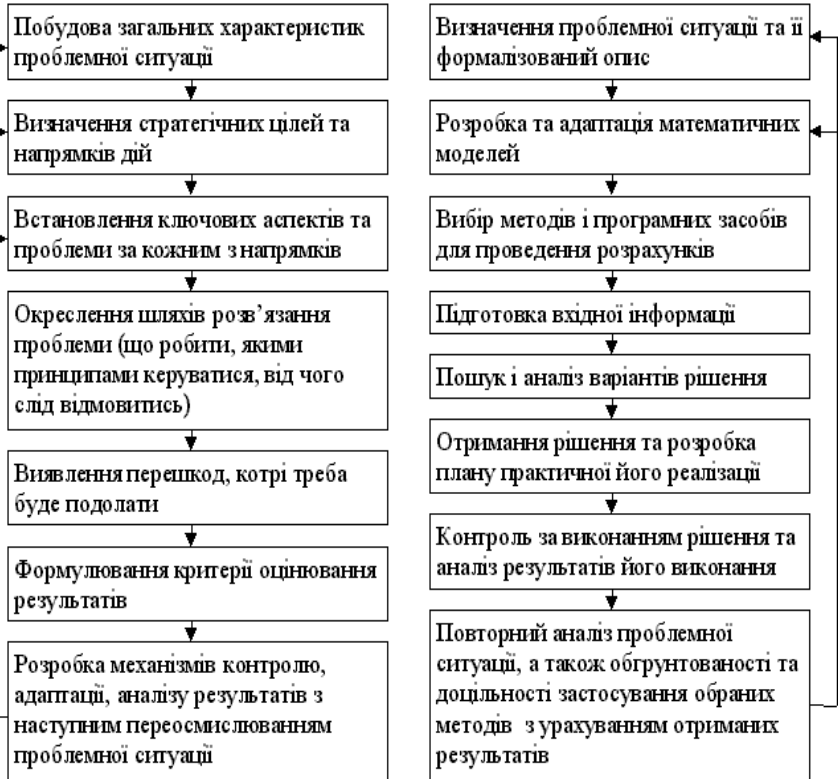 Побудова загальних характеристик
проблемної ситуації
Визначення стратегічних цілей та
напрямків дій
Встановлення ключових аспектів та
проблеми за кожним з напрямків
Окреслення шляхів розв’язання
проблеми (що робити, якими
принципами керуватися, від чого
слід відмовитись)
Виявлення перешкод, котрі треба
буде подолати
Формулювання критерії оцінювання
результатів
Розробка механізмів контролю,
адаптації, аналізу результатів з
наступним переосмислюванням
проблемної ситуації
Визначення проблемної ситуації та її
формалізований опис
Розробка та адаптація математичних
моделей
Вибір методів і програмних засобів
для проведення розрахунків
Підготовка вхідної інформації
Пошук і аналіз варіантів рішення
Отримання рішення та розробка
плану практичної його реалізації
Контроль за виконанням рішення та
аналіз результатів його виконання
Повторний аналіз проблемної
ситуації, а також обгрунтованості та
доцільності застосування обраних
методів з урахуванням отриманих
результатів